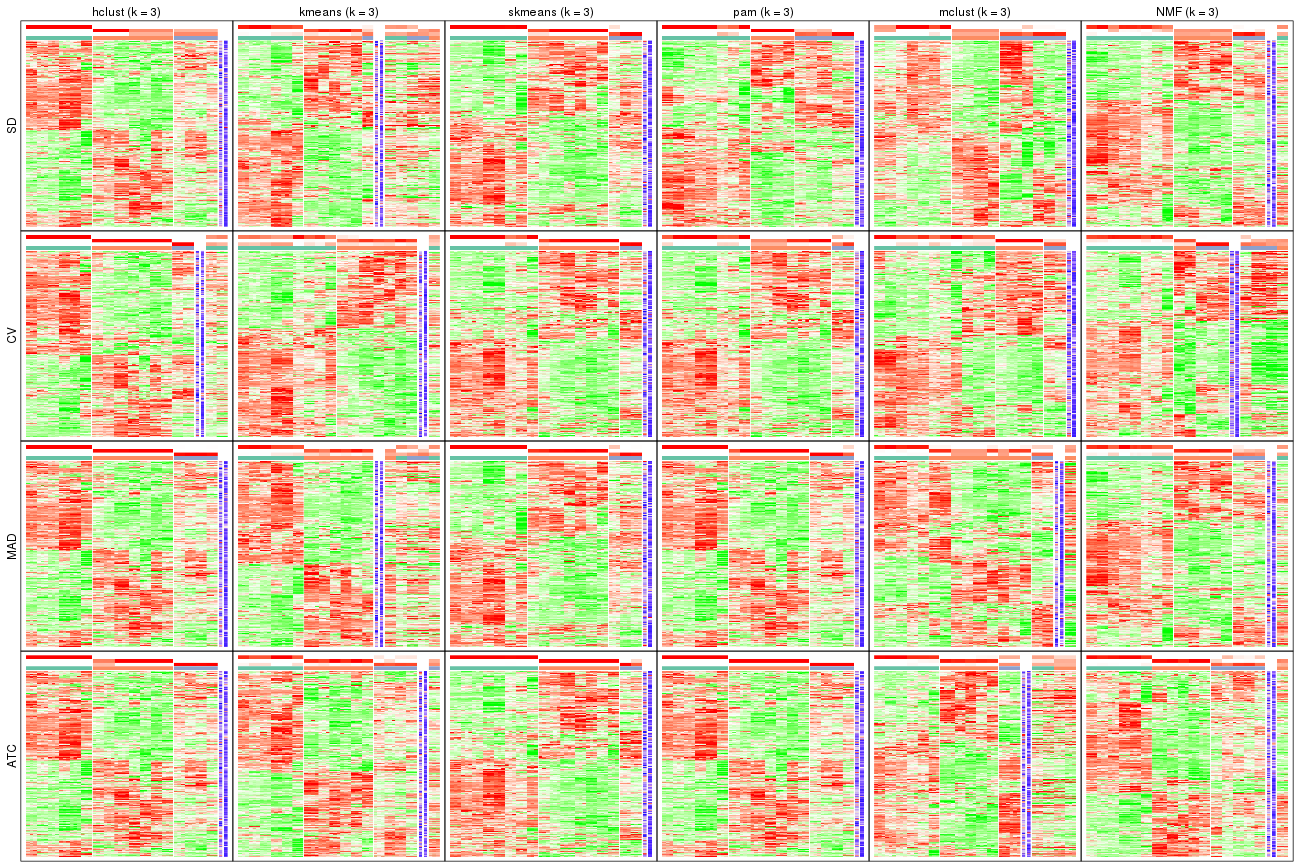 hclust (k = 3) kmeans (k = 3) skmeans (k = 3) pam (k = 3) mclust (k = 3) NMF (k = 3)
SD
CV
MAD
ATC